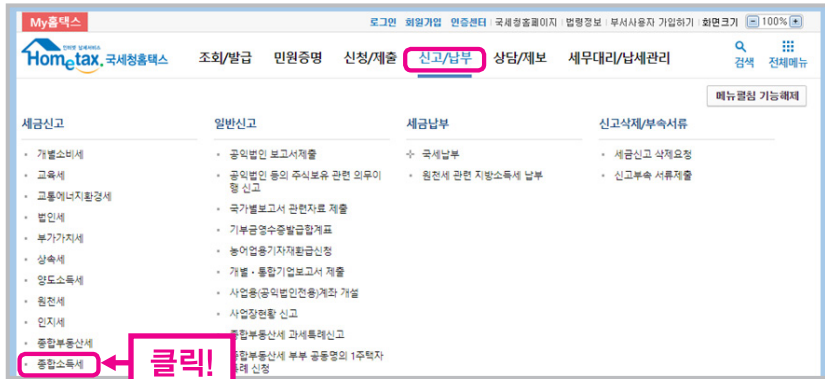 My홈택스
로그인 회원가입 인증센터 국세청홈페이지 법령정보 부서사용자 가입하기 화면크기 100%
인터넷 납세서비스
Hometax. 국세청홈택스
조회/발급 민원증명 신청/제출 신고/납부 상담/제보 세무대리/납세관리
검색 전체메뉴
메뉴펼침 기능해제
세금신고
개별소비세
교육세
교통에너지환경세
법인세
부가가치세
상속세
양도소득세
원천세
인지세
종합부동산세
종합소득세
클릭!
일반신고
공익법인 보고서제출
공익법인 등의 주식보유 관련 의무이
행 신고
국가별보고서 관련자료 제출
기부금영수증발급합계표
농어업용기자재환급신청
개별·통합기업보고서 제출
사업용(공익법인전용)계좌 개설
사업장현황 신고
종합부동산세 과세특례신고
종합부동산세 부부 공동명의 1주택자
특례 신청
세금납부
국세납부
원천세 관련 지방소득세 납부
신고삭제/부속서류
세금신고 삭제요청
신고부속 서류제출